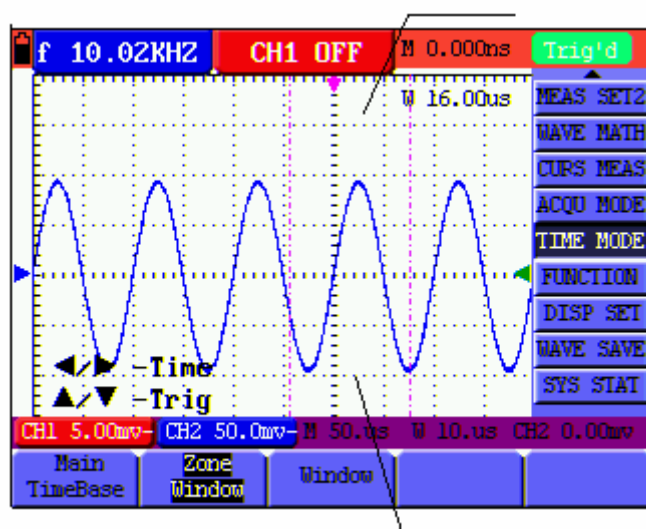 f 10.02KHZ CH1 OFF M 0.000ns Trig'd
W 16.00us
MEAS SET2
WAVE MATH
CURS MEAS
ACQU MODE
TIME MODE
FUNCTION
DISP SET
WAVE SAVE
SYS STAT
◀/▶ -Time
▲/▼ -Trig
CH1 5.00mv- CH2 50.0mv- M 50.us W 10.us CH2 0.00mv
Main TimeBase
Zone Window
Window